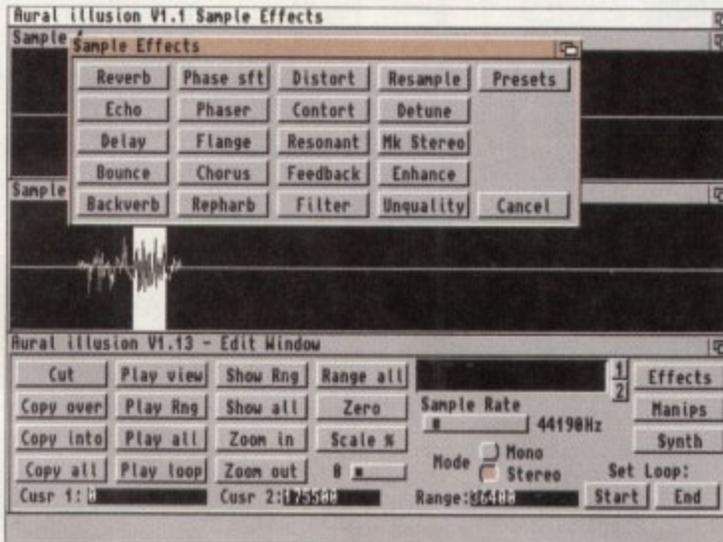 Aural illusion V1.1 Sample Effects
Sample
Sample Effects
Reverb Phase sft Distort Resample Presets
Echo Phaser Contort Detune
Delay Flange Resonant Mk Stereo
Bounce Chorus Feedback Enhance
Sample
Backverb Repharb Filter Unquality Cancel
Aural illusion V1.13 - Edit Window
Cut Play view Show Rng Range all 1 Effects
2
Copy over Play Rng Show all Zero Sample Rate Manips
44190Hz
Copy into Play all Zoom in Scale % Mono Synth
Mode
Copy all Play loop Zoom out 0 Stereo Set Loop:
Cusr 1: 0 Cusr 2: 175500 Range: 36400 Start End